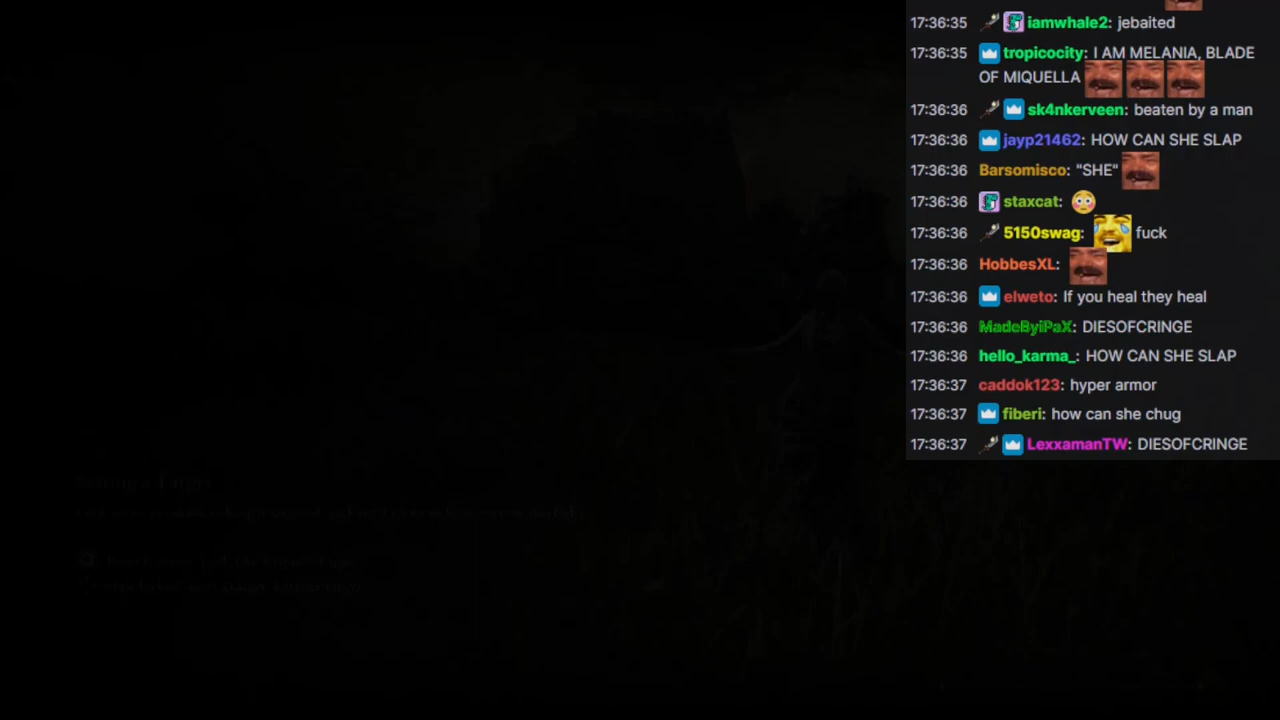 17:36:35 iamwhale2: jebaited
17:36:35 tropicocity: I AM MELANIA, BLADE
OF MIQUELLA
17:36:36 sk4nkerveen: beaten by a man
17:36:36 jayp21462: HOW CAN SHE SLAP
17:36:36 Barsomisco: "SHE"
17:36:36 staxcat:
17:36:36 5150swag: fuck
17:36:36 HobbesXL:
17:36:36 elweto: If you heal they heal
17:36:36 MadeByiPaX: DIESOFCRINGE
17:36:36 hello_karma_: HOW CAN SHE SLAP
17:36:37 caddok123: hyper armor
17:36:37 fiberi: how can she chug
17:36:37 LexxamanTW: DIESOFCRINGE